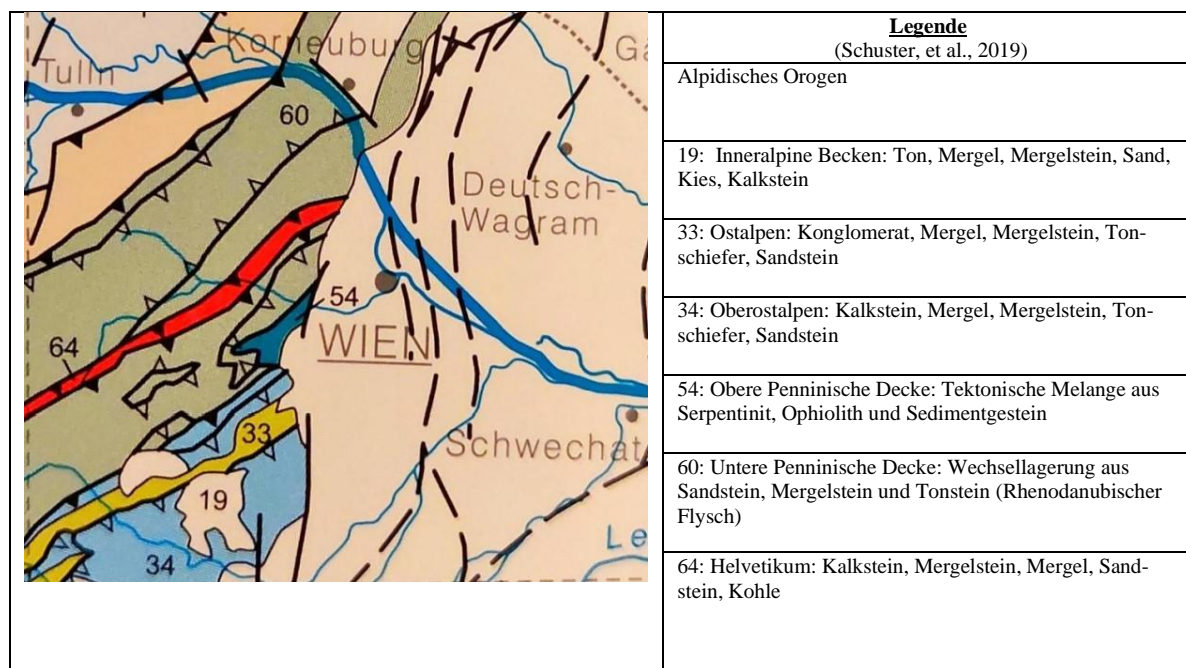 Korneuburg
Ga
Tulln
60
Deutsch-
Wagram
54
WIEN
64
33
Schwechat
19
Le
34
Legende
(Schuster, et al., 2019)
Alpidisches Orogen
19: Inneralpine Becken: Ton, Mergel, Mergelstein, Sand,
Kies, Kalkstein
33: Ostalpen: Konglomerat, Mergel, Mergelstein, Ton-
schiefer, Sandstein
34: Oberostalpen: Kalkstein, Mergel, Mergelstein, Ton-
schiefer, Sandstein
54: Obere Penninische Decke: Tektonische Melange aus
Serpentinit, Ophiolith und Sedimentgestein
60: Untere Penninische Decke: Wechsellagerung aus
Sandstein, Mergelstein und Tonstein (Rhenodanubischer
Flysch)
64: Helvetikum: Kalkstein, Mergelstein, Mergel, Sand-
stein, Kohle